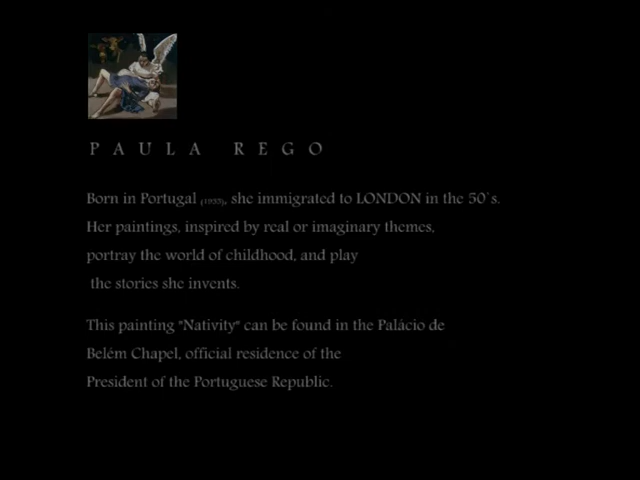 PAULA REGO
Born in Portugal (1935), she immigrated to LONDON in the 50`s.
Her paintings, inspired by real or imaginary themes,
portray the world of childhood, and play
the stories she invents.
This painting "Nativity" can be found in the Palácio de
Belém Chapel, official residence of the
President of the Portuguese Republic.